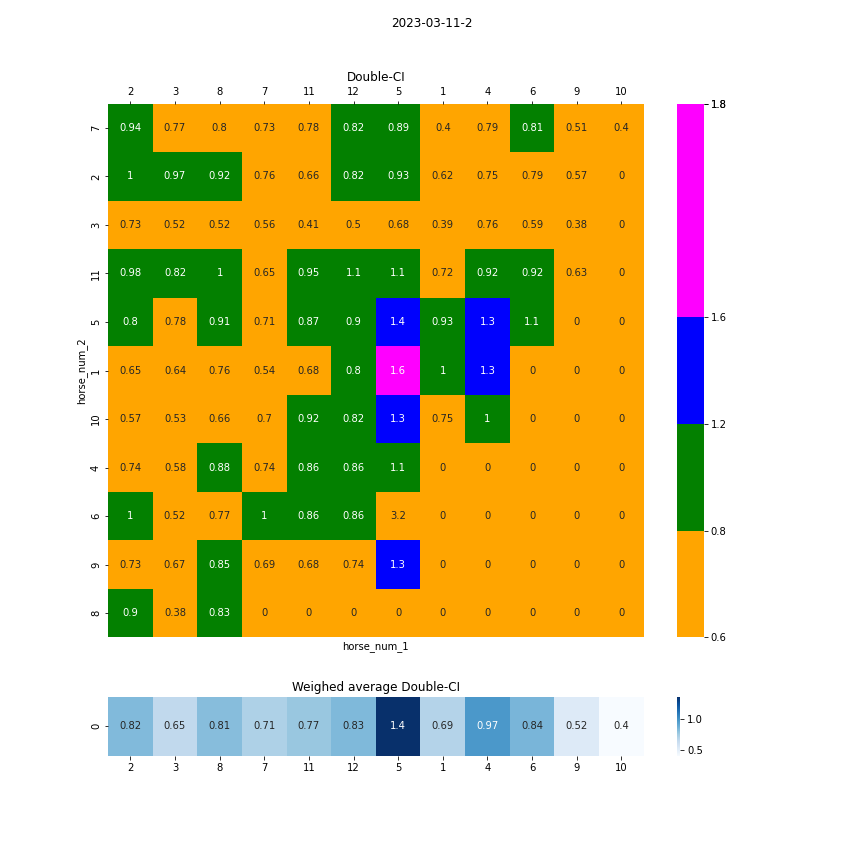 2023-03-11-2
Double-CI
2 3 8 7 11 12 5 1 4 6 9 10
7 0.94 0.77 0.8 0.73 0.78 0.82 0.89 0.4 0.79 0.81 0.51 0.4
2 1 0.97 0.92 0.76 0.66 0.82 0.93 0.62 0.75 0.79 0.57 0
3 0.73 0.52 0.52 0.56 0.41 0.5 0.68 0.39 0.76 0.59 0.38 0
11 0.98 0.82 1 0.65 0.95 1.1 1.1 0.72 0.92 0.92 0.63 0
5 0.8 0.78 0.91 0.71 0.87 0.9 1.4 0.93 1.3 1.1 0 0
1 0.65 0.64 0.76 0.54 0.68 0.8 1.6 1 1.3 0 0 0
10 0.57 0.53 0.66 0.7 0.92 0.82 1.3 0.75 1 0 0 0
4 0.74 0.58 0.88 0.74 0.86 0.86 1.1 0 0 0 0 0
6 1 0.52 0.77 1 0.86 0.86 3.2 0 0 0 0 0
9 0.73 0.67 0.85 0.69 0.68 0.74 1.3 0 0 0 0 0
8 0.9 0.38 0.83 0 0 0 0 0 0 0 0 0
horse_num_2
horse_num_1
1.8
1.6
1.2
0.8
0.6
Weighed average Double-CI
0 0.82 0.65 0.81 0.71 0.77 0.83 1.4 0.69 0.97 0.84 0.52 0.4
2 3 8 7 11 12 5 1 4 6 9 10
1.0
0.5